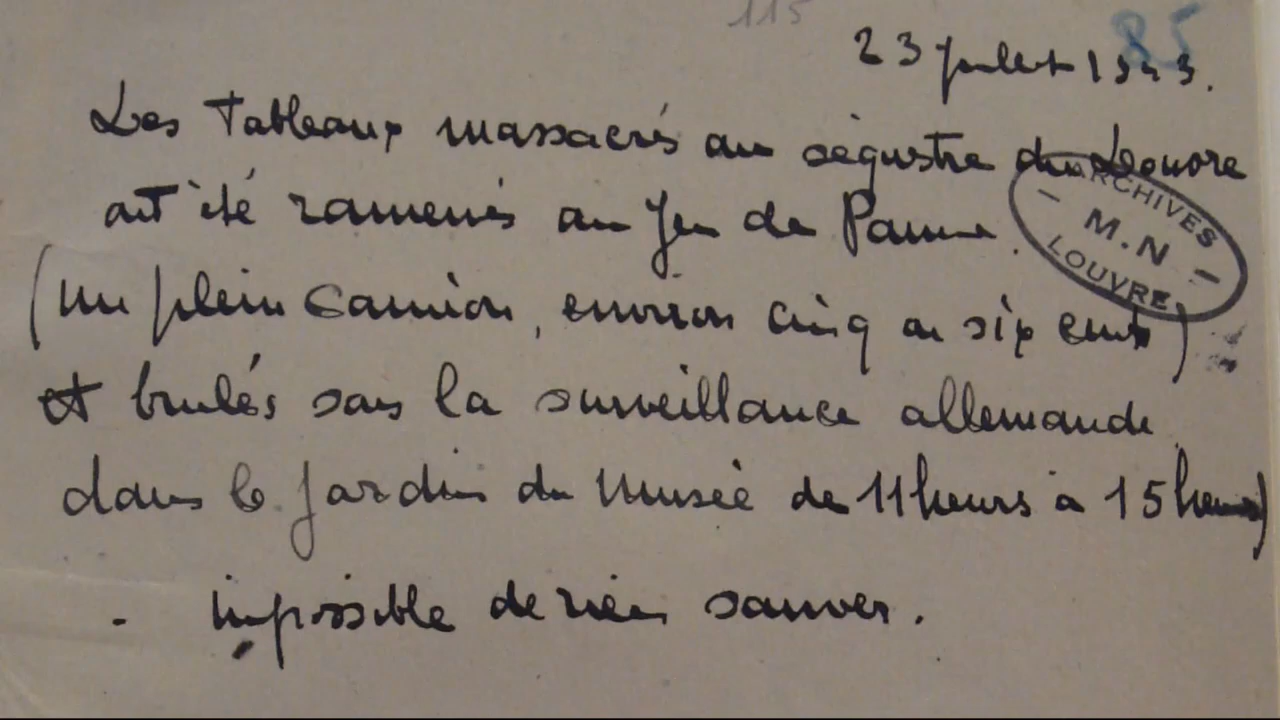 115
85
23 juillet 1943.
Les Tableaux massacrés au séquestre du Louvre
ont été ramenés au Jeu de Paume.
ARCHIVES
M.N
LOUVRE
(un plein camion, environ cinq ou six cents)
et brulés sous la surveillance allemande
dans le Jardin du Musée de 11 heures à 15 heures)
- impossible de rien sauver.